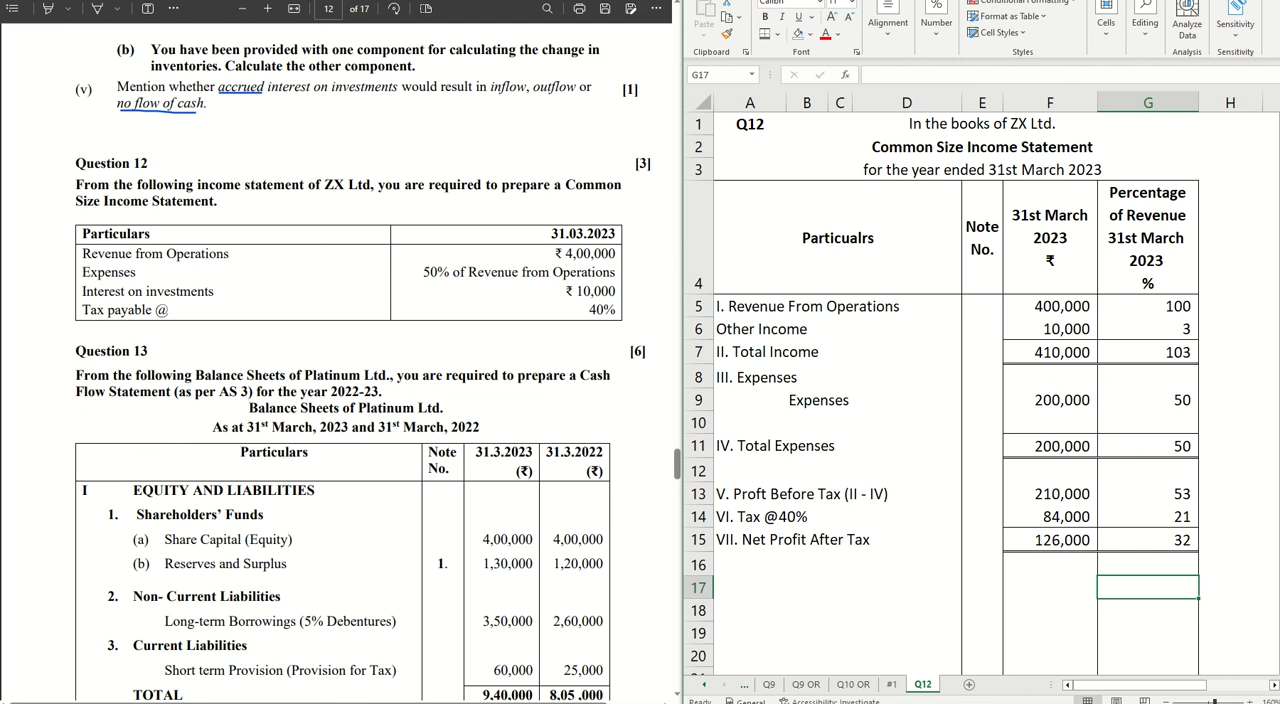 12 of 17
(b) You have been provided with one component for calculating the change in
inventories. Calculate the other component.
(v) Mention whether accrued interest on investments would result in inflow, outflow or [1]
no flow of cash.
Question 12 [3]
From the following income statement of ZX Ltd, you are required to prepare a Common
Size Income Statement.
Particulars 31.03.2023
Revenue from Operations ₹ 4,00,000
Expenses 50% of Revenue from Operations
Interest on investments ₹ 10,000
Tax payable @ 40%
Question 13 [6]
From the following Balance Sheets of Platinum Ltd., you are required to prepare a Cash
Flow Statement (as per AS 3) for the year 2022-23.
Balance Sheets of Platinum Ltd.
As at 31st March, 2023 and 31st March, 2022
Particulars Note No. 31.3.2023 (₹) 31.3.2022 (₹)
I EQUITY AND LIABILITIES
1. Shareholders' Funds
(a) Share Capital (Equity) 4,00,000 4,00,000
(b) Reserves and Surplus 1. 1,30,000 1,20,000
2. Non- Current Liabilities
Long-term Borrowings (5% Debentures) 3,50,000 2,60,000
3. Current Liabilities
Short term Provision (Provision for Tax) 60,000 25,000
TOTAL 9,40,000 8,05,000
Paste
Clipboard
B I U
Font
Alignment
Number
Conditional Formatting
Format as Table
Cell Styles
Styles
Cells
Editing
Analyze
Data
Analysis
Sensitivity
Sensitivity
G17 fx
A B C D E F G H
1 Q12 In the books of ZX Ltd.
2 Common Size Income Statement
3 for the year ended 31st March 2023
4 Particualrs Note No. 31st March 2023 ₹ Percentage of Revenue 31st March 2023 %
5 I. Revenue From Operations 400,000 100
6 Other Income 10,000 3
7 II. Total Income 410,000 103
8 III. Expenses
9 Expenses 200,000 50
10
11 IV. Total Expenses 200,000 50
12
13 V. Proft Before Tax (II - IV) 210,000 53
14 VI. Tax @40% 84,000 21
15 VII. Net Profit After Tax 126,000 32
16
17
18
19
20
... Q9 Q9 OR Q10 OR #1 Q12
Ready General Accessibility: Investigate 160%